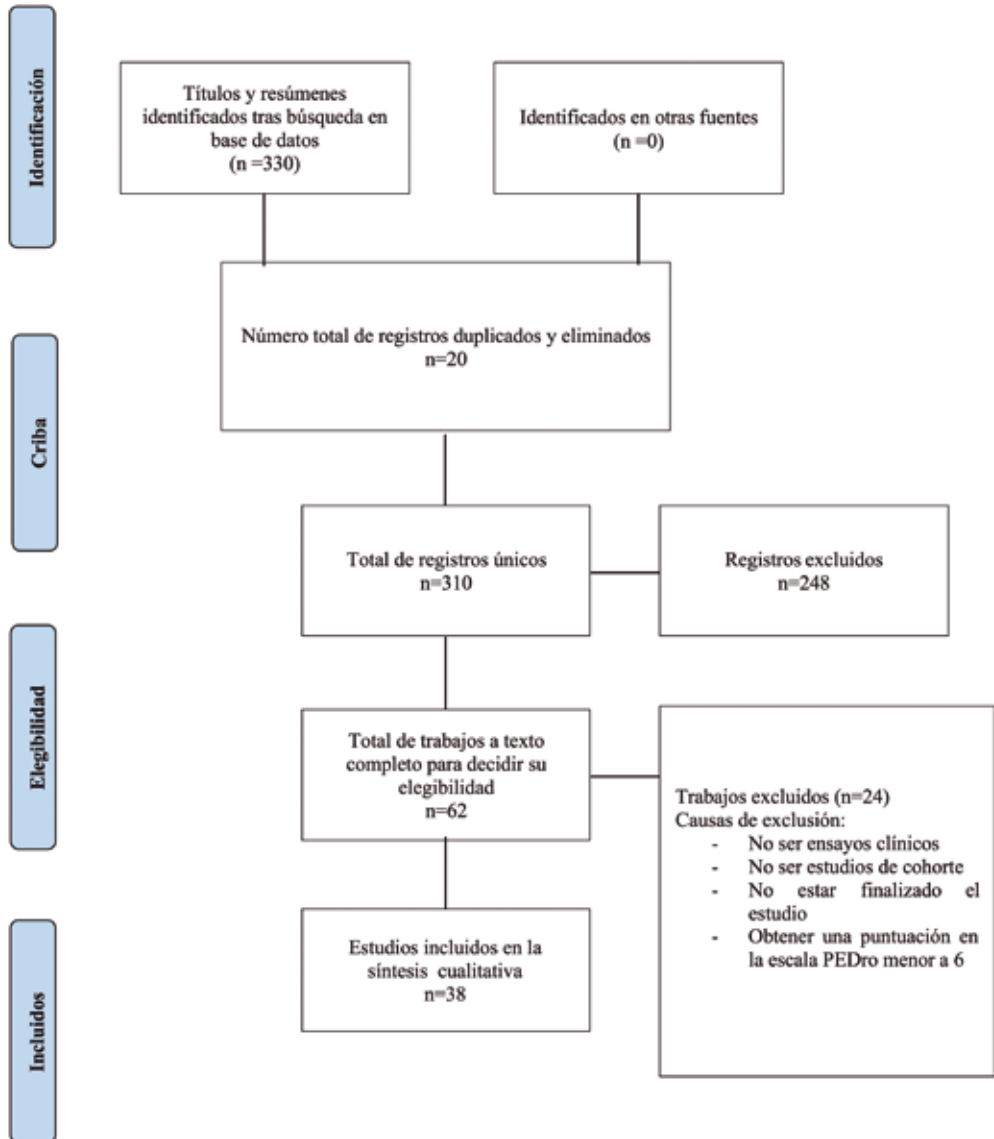 Identificación
Títulos y resúmenes
identificados tras búsqueda en
base de datos
(n =330)
Identificados en otras fuentes
(n =0)
Número total de registros duplicados y eliminados
n=20
Criba
Total de registros únicos
n=310
Registros excluidos
n=248
Elegibilidad
Total de trabajos a texto
completo para decidir su
elegibilidad
n=62
Trabajos excluidos (n=24)
Causas de exclusión:
- No ser ensayos clínicos
- No ser estudios de cohorte
- No estar finalizado el
estudio
- Obtener una puntuación en
la escala PEDro menor a 6
Incluidos
Estudios incluidos en la
síntesis cualitativa
n=38